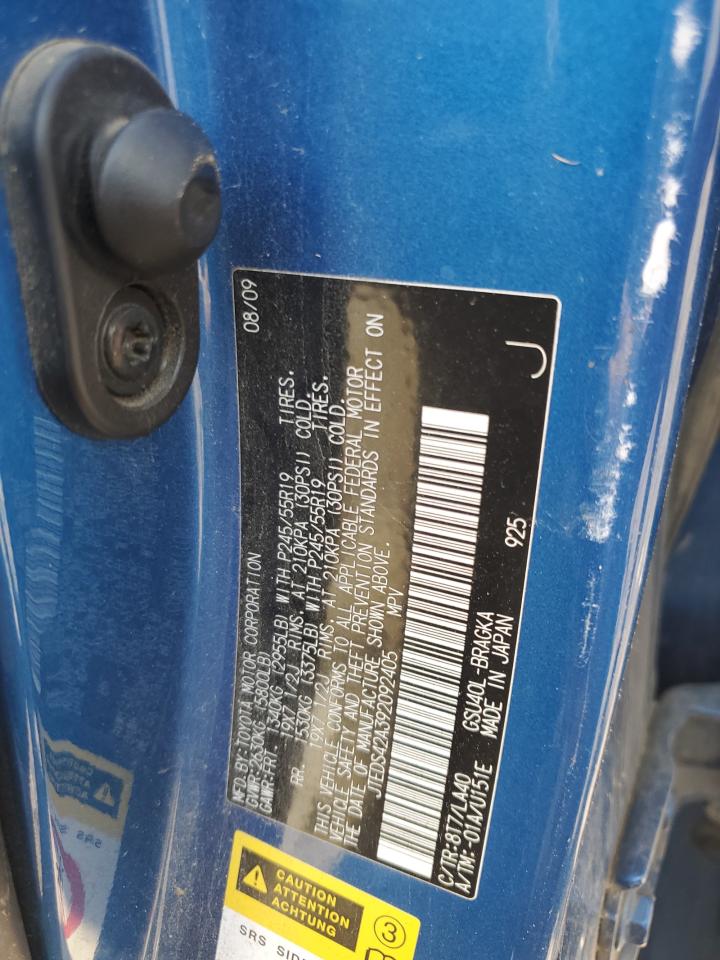 MFD.BY:TOYOTA MOTOR CORPORATION 08/09
GVWR:2630KG (5800LB)
GAWR:FRT. 1340KG (2955LB) WITH P245/55R19 TIRES.
19X7 1/2J RIMS, AT 210KPA (30PSI) COLD.
RR. 1530KG (3375LB) WITH P245/55R19 TIRES.
19X7 1/2J RIMS, AT 210KPA (30PSI) COLD.
THIS VEHICLE CONFORMS TO ALL APPLICABLE FEDERAL MOTOR
VEHICLE SAFETY AND THEFT PREVENTION STANDARDS IN EFFECT ON
THE DATE OF MANUFACTURE SHOWN ABOVE.
JTEDS42A392092405 MPV
C/TR:8T7/LA40 GSU40L-BRAGKA 925
A/TM:-01A/U151E MADE IN JAPAN
J
CAUTION
ATTENTION
ACHTUNG
3
SRS SID